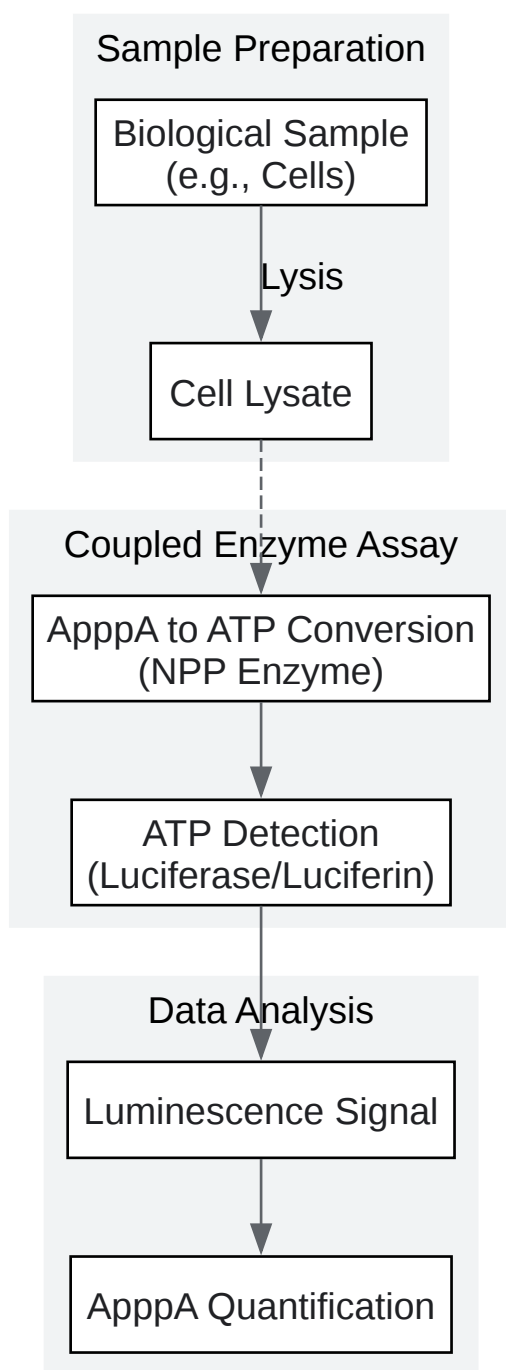 Sample Preparation
Biological Sample
(e.g., Cells)
Lysis
Cell Lysate
Coupled Enzyme Assay
ApppA to ATP Conversion
(NPP Enzyme)
ATP Detection
(Luciferase/Luciferin)
Data Analysis
Luminescence Signal
ApppA Quantification